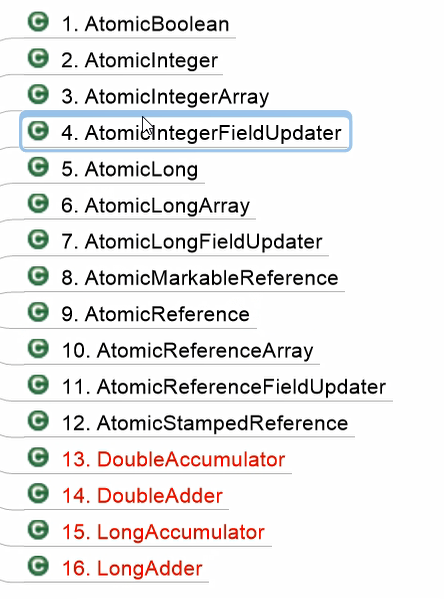 1. AtomicBoolean
2. AtomicInteger
3. AtomicIntegerArray
4. AtomicIntegerFieldUpdater
5. AtomicLong
6. AtomicLongArray
7. AtomicLongFieldUpdater
8. AtomicMarkableReference
9. AtomicReference
10. AtomicReferenceArray
11. AtomicReferenceFieldUpdater
12. AtomicStampedReference
13. DoubleAccumulator
14. DoubleAdder
15. LongAccumulator
16. LongAdder